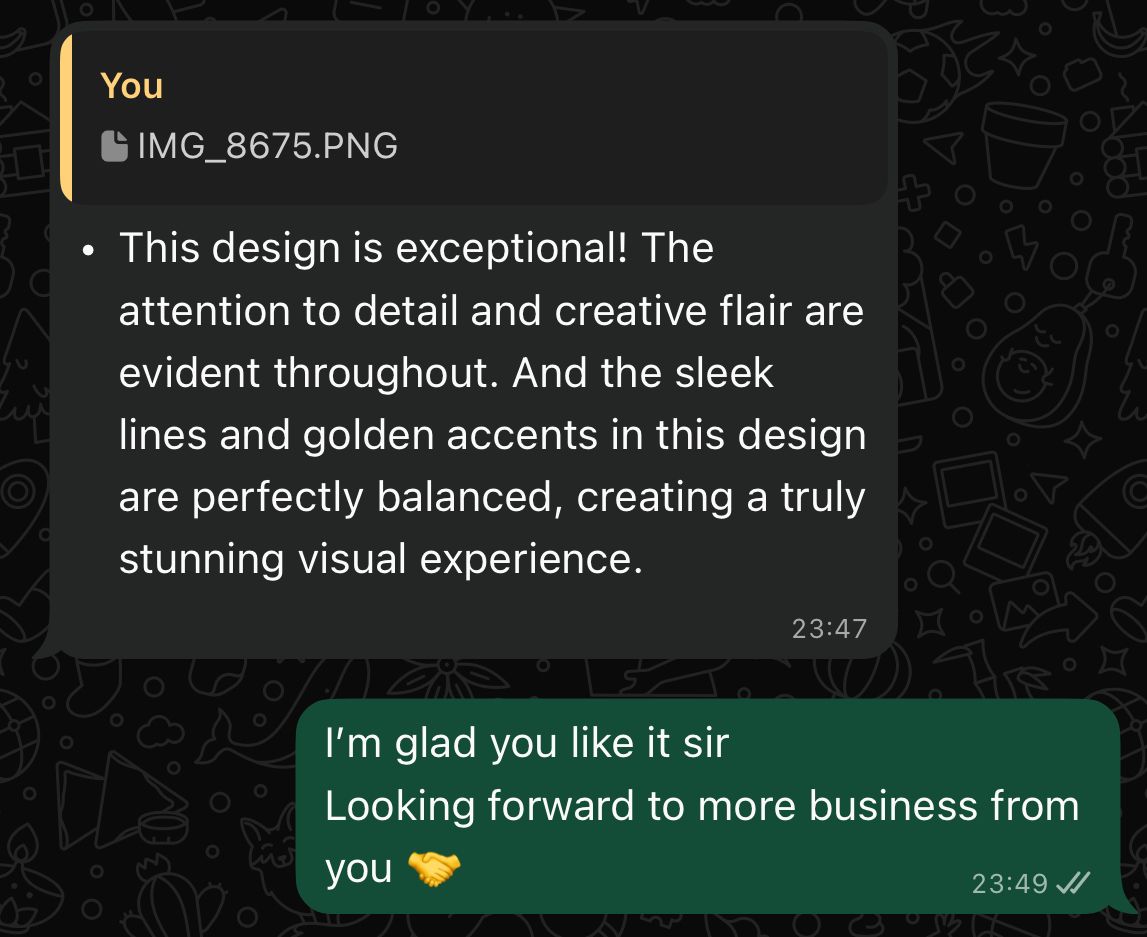 You
IMG_8675.PNG
• This design is exceptional! The
attention to detail and creative flair are
evident throughout. And the sleek
lines and golden accents in this design
are perfectly balanced, creating a truly
stunning visual experience.
23:47
I’m glad you like it sir
Looking forward to more business from
you 🤝
23:49